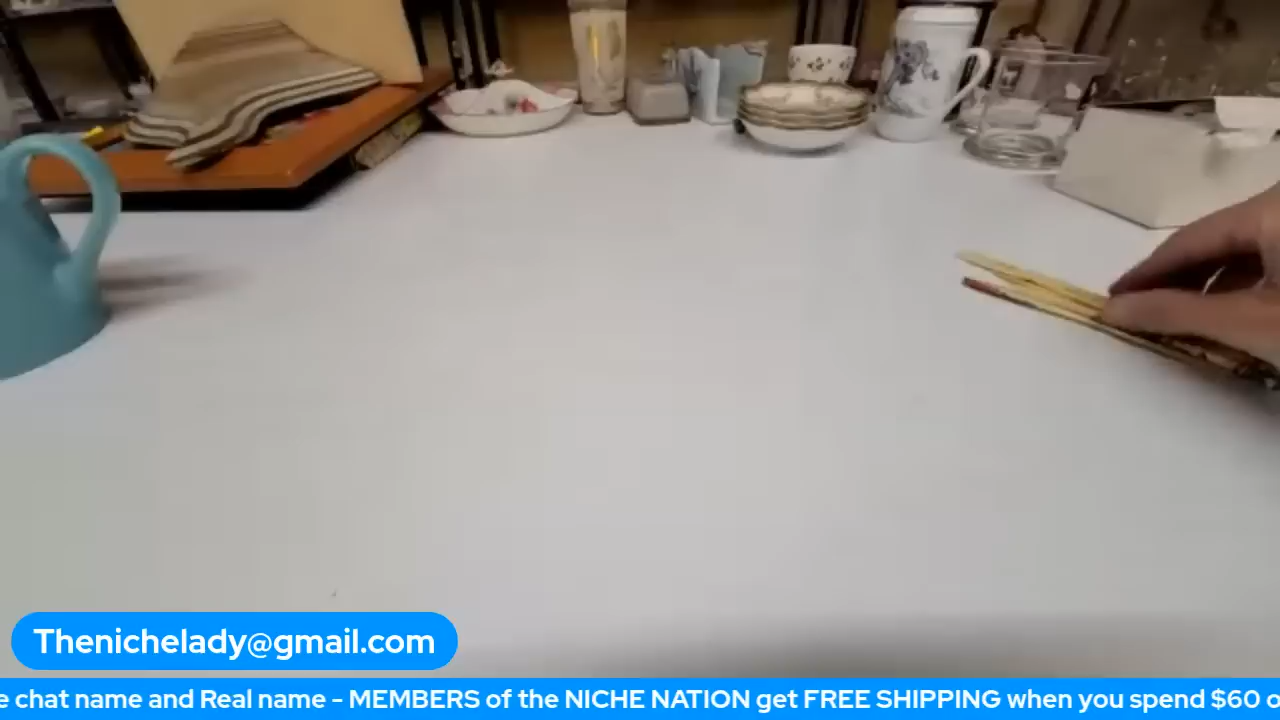 Thenichelady@gmail.com
e chat name and Real name - MEMBERS of the NICHE NATION get FREE SHIPPING when you spend $60 o